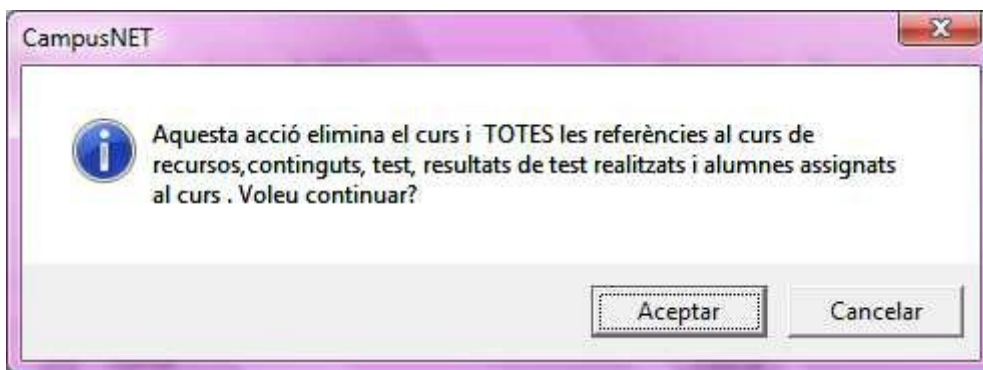 CampusNET
Aquesta acció elimina el curs i  TOTES les referències al curs de
recursos,continguts, test, resultats de test realitzats i alumnes assignats
al curs . Voleu continuar?
Aceptar
Cancelar